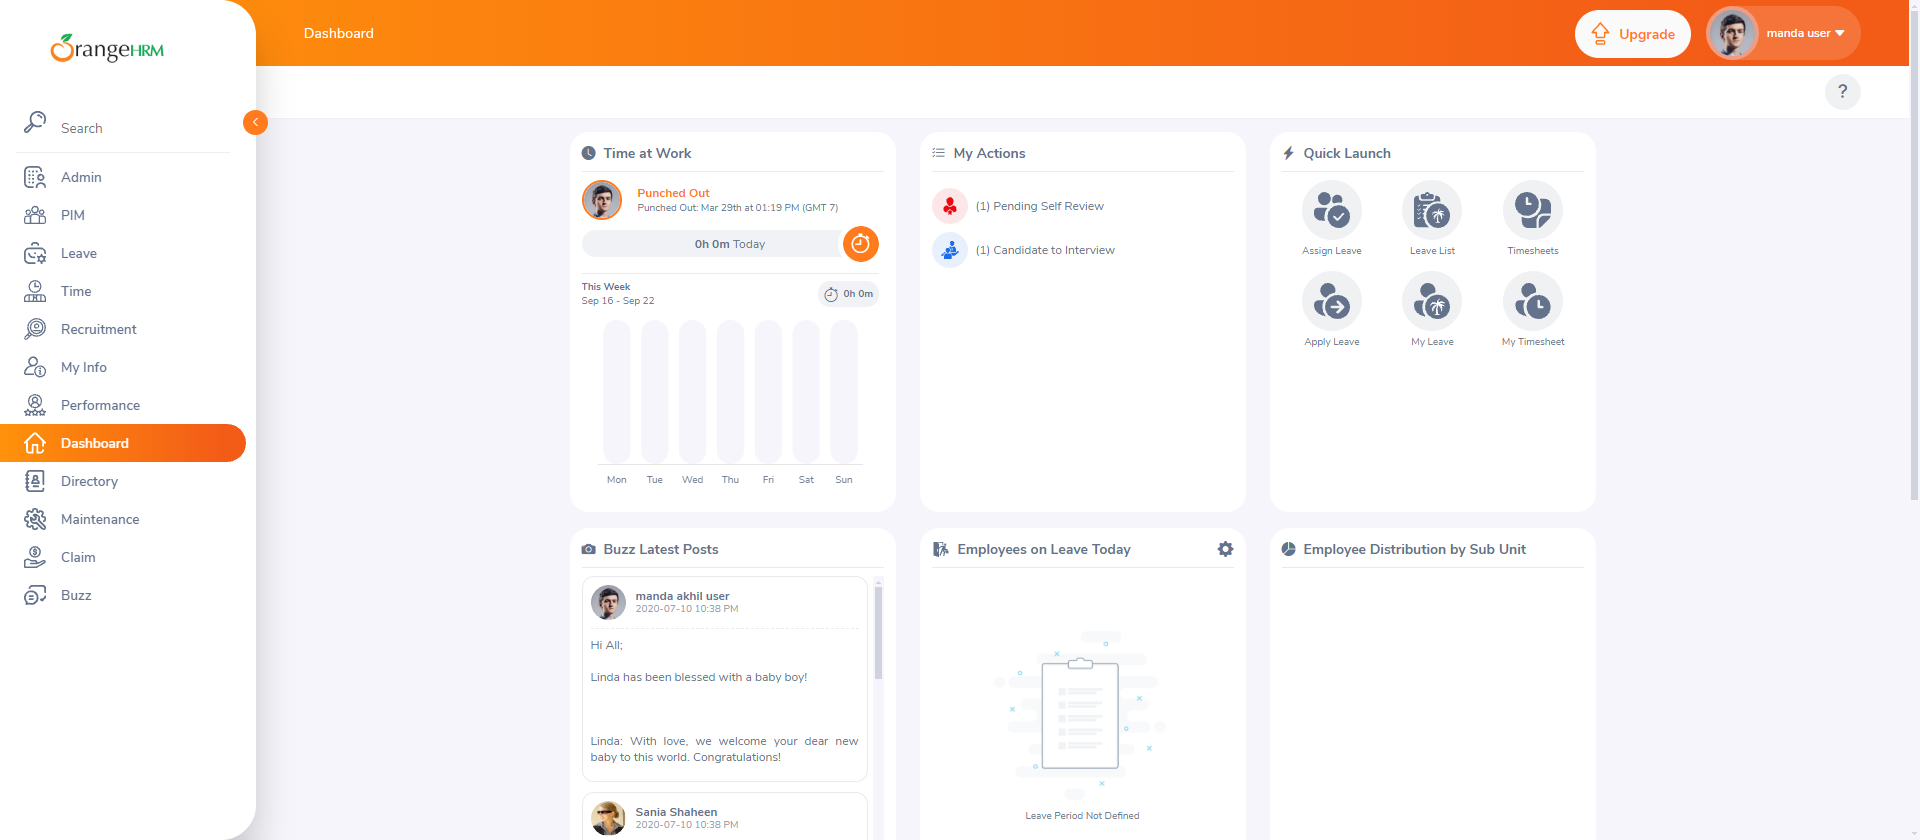 OrangeHRM
Dashboard
Upgrade
manda user
?
Search
Admin
PIM
Leave
Time
Recruitment
My Info
Performance
Dashboard
Directory
Maintenance
Claim
Buzz
Time at Work
Punched Out
Punched Out: Mar 29th at 01:19 PM (GMT 7)
0h 0m Today
This Week
Sep 16 - Sep 22
0h 0m
Mon Tue Wed Thu Fri Sat Sun
My Actions
(1) Pending Self Review
(1) Candidate to Interview
Quick Launch
Assign Leave
Leave List
Timesheets
Apply Leave
My Leave
My Timesheet
Buzz Latest Posts
manda akhil user
2020-07-10 10:38 PM
Hi All;
Linda has been blessed with a baby boy!
Linda: With love, we welcome your dear new
baby to this world. Congratulations!
Sania Shaheen
2020-07-10 10:38 PM
Employees on Leave Today
Leave Period Not Defined
Employee Distribution by Sub Unit